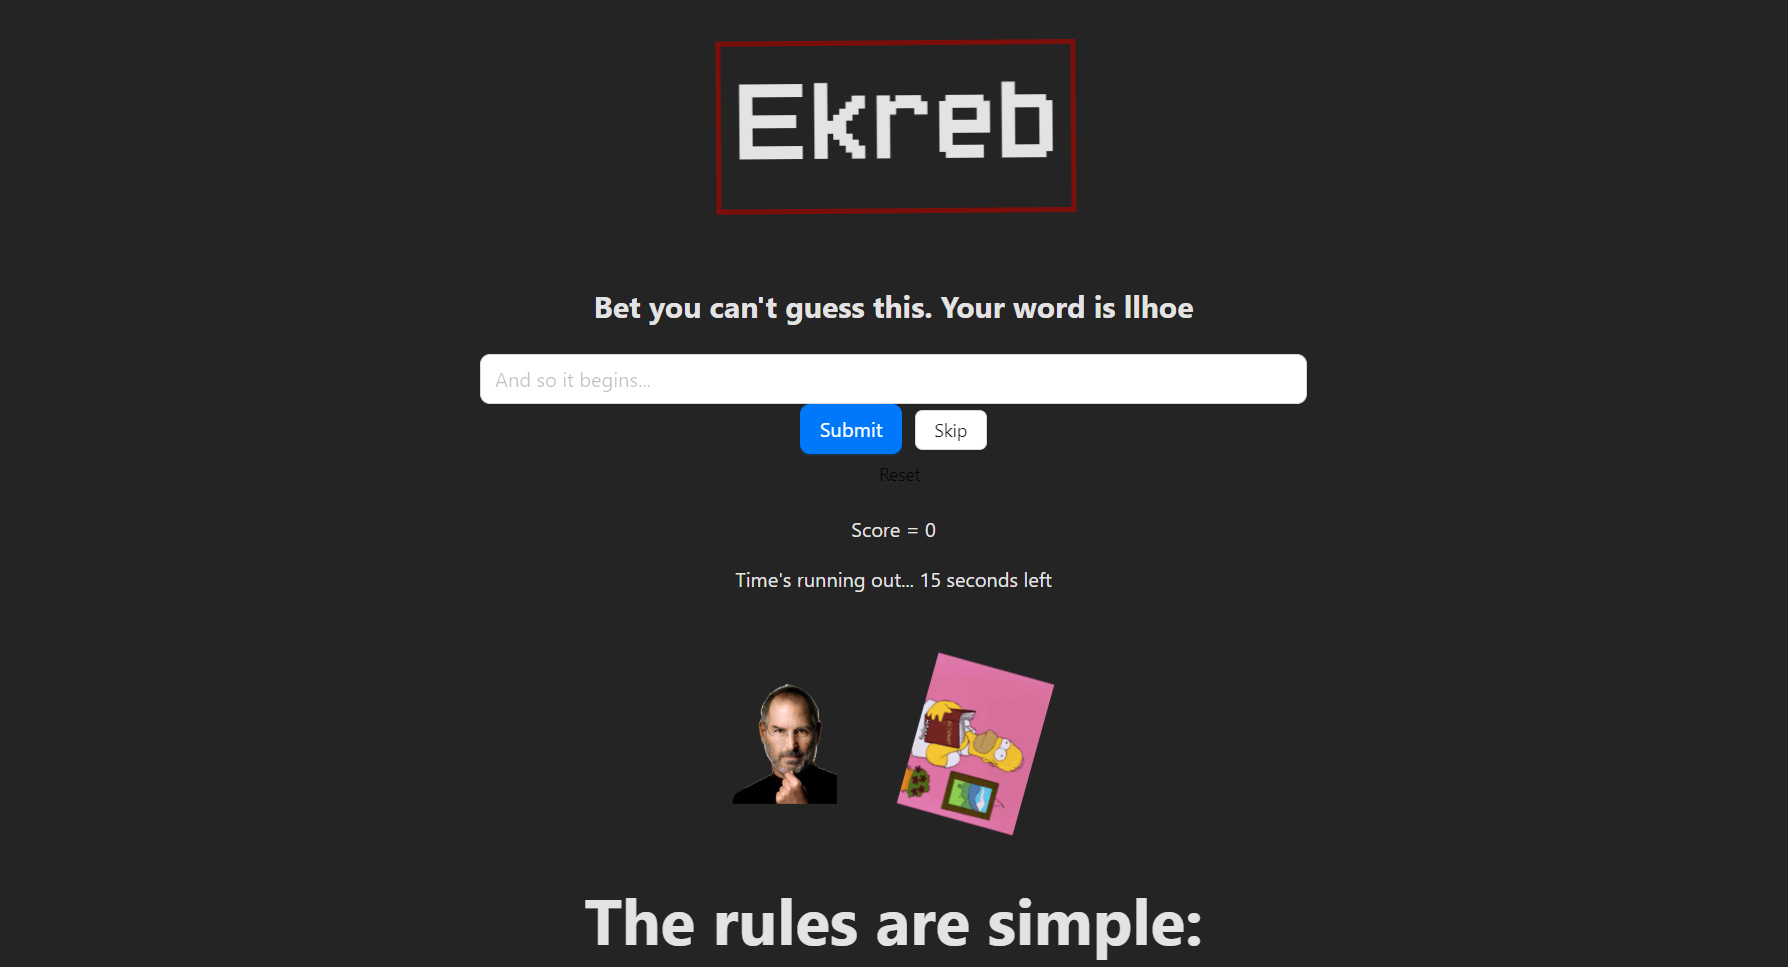 Ekreb
Bet you can't guess this. Your word is llhoe
And so it begins...
Submit
Skip
Reset
Score = 0
Time's running out... 15 seconds left
The rules are simple: